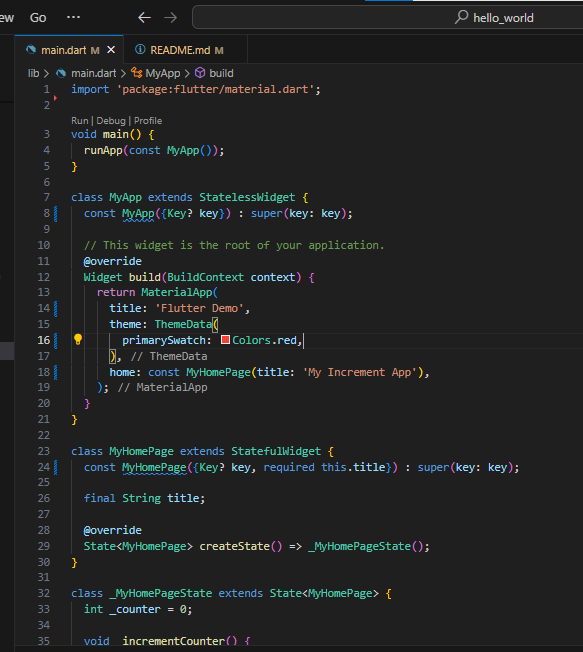 ew Go ··· hello_world
main.dart M × README.md M
lib > main.dart > MyApp > build
1 import 'package:flutter/material.dart';
2
Run | Debug | Profile
3 void main() {
4 runApp(const MyApp());
5 }
6
7 class MyApp extends StatelessWidget {
8 const MyApp({Key? key}) : super(key: key);
9
10 // This widget is the root of your application.
11 @override
12 Widget build(BuildContext context) {
13 return MaterialApp(
14 title: 'Flutter Demo',
15 theme: ThemeData(
16 primarySwatch: Colors.red,
17 ), // ThemeData
18 home: const MyHomePage(title: 'My Increment App'),
19 ); // MaterialApp
20 }
21 }
22
23 class MyHomePage extends StatefulWidget {
24 const MyHomePage({Key? key, required this.title}) : super(key: key);
25
26 final String title;
27
28 @override
29 State<MyHomePage> createState() => _MyHomePageState();
30 }
31
32 class _MyHomePageState extends State<MyHomePage> {
33 int _counter = 0;
34
35 void _incrementCounter() {